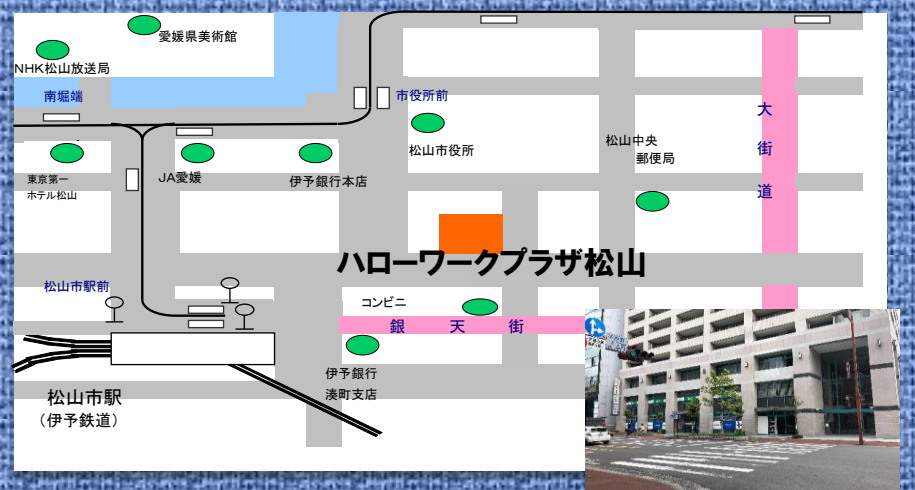 愛媛県美術館
NHK松山放送局
南堀端
市役所前
大
街
道
松山中央
郵便局
松山市役所
東京第一
ホテル松山
JA愛媛
伊予銀行本店
ハローワークプラザ松山
松山市駅前
コンビニ
銀 天 街
伊予銀行
湊町支店
松山市駅
（伊予鉄道）